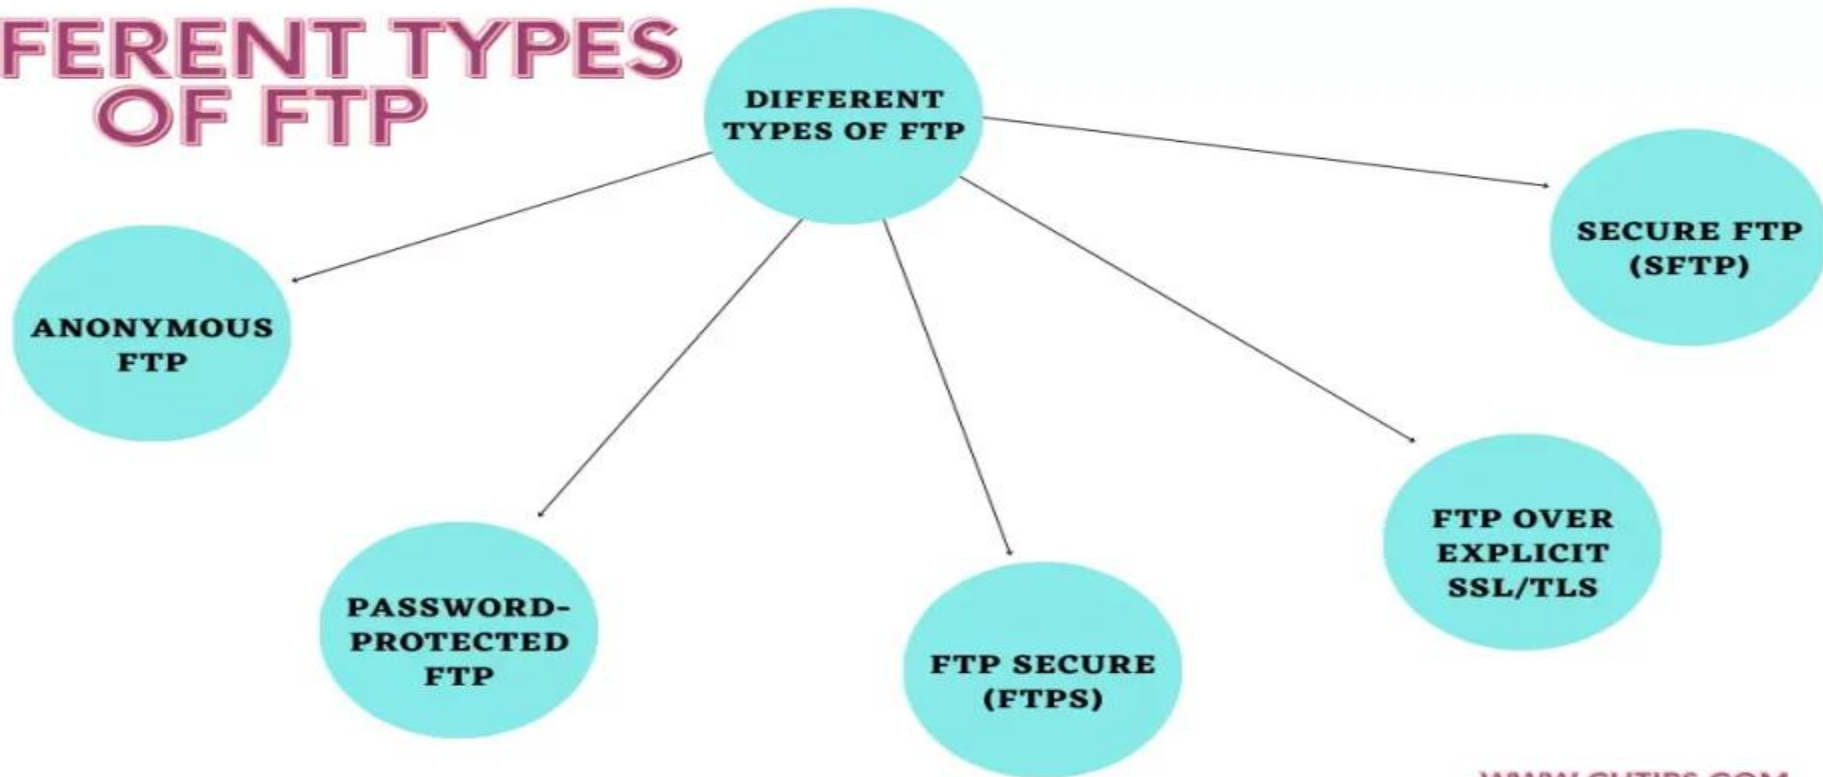 FERENT TYPES
OF FTP
DIFFERENT
TYPES OF FTP
SECURE FTP
(SFTP)
ANONYMOUS
FTP
FTP OVER
EXPLICIT
SSL/TLS
PASSWORD-
PROTECTED
FTP
FTP SECURE
(FTPS)